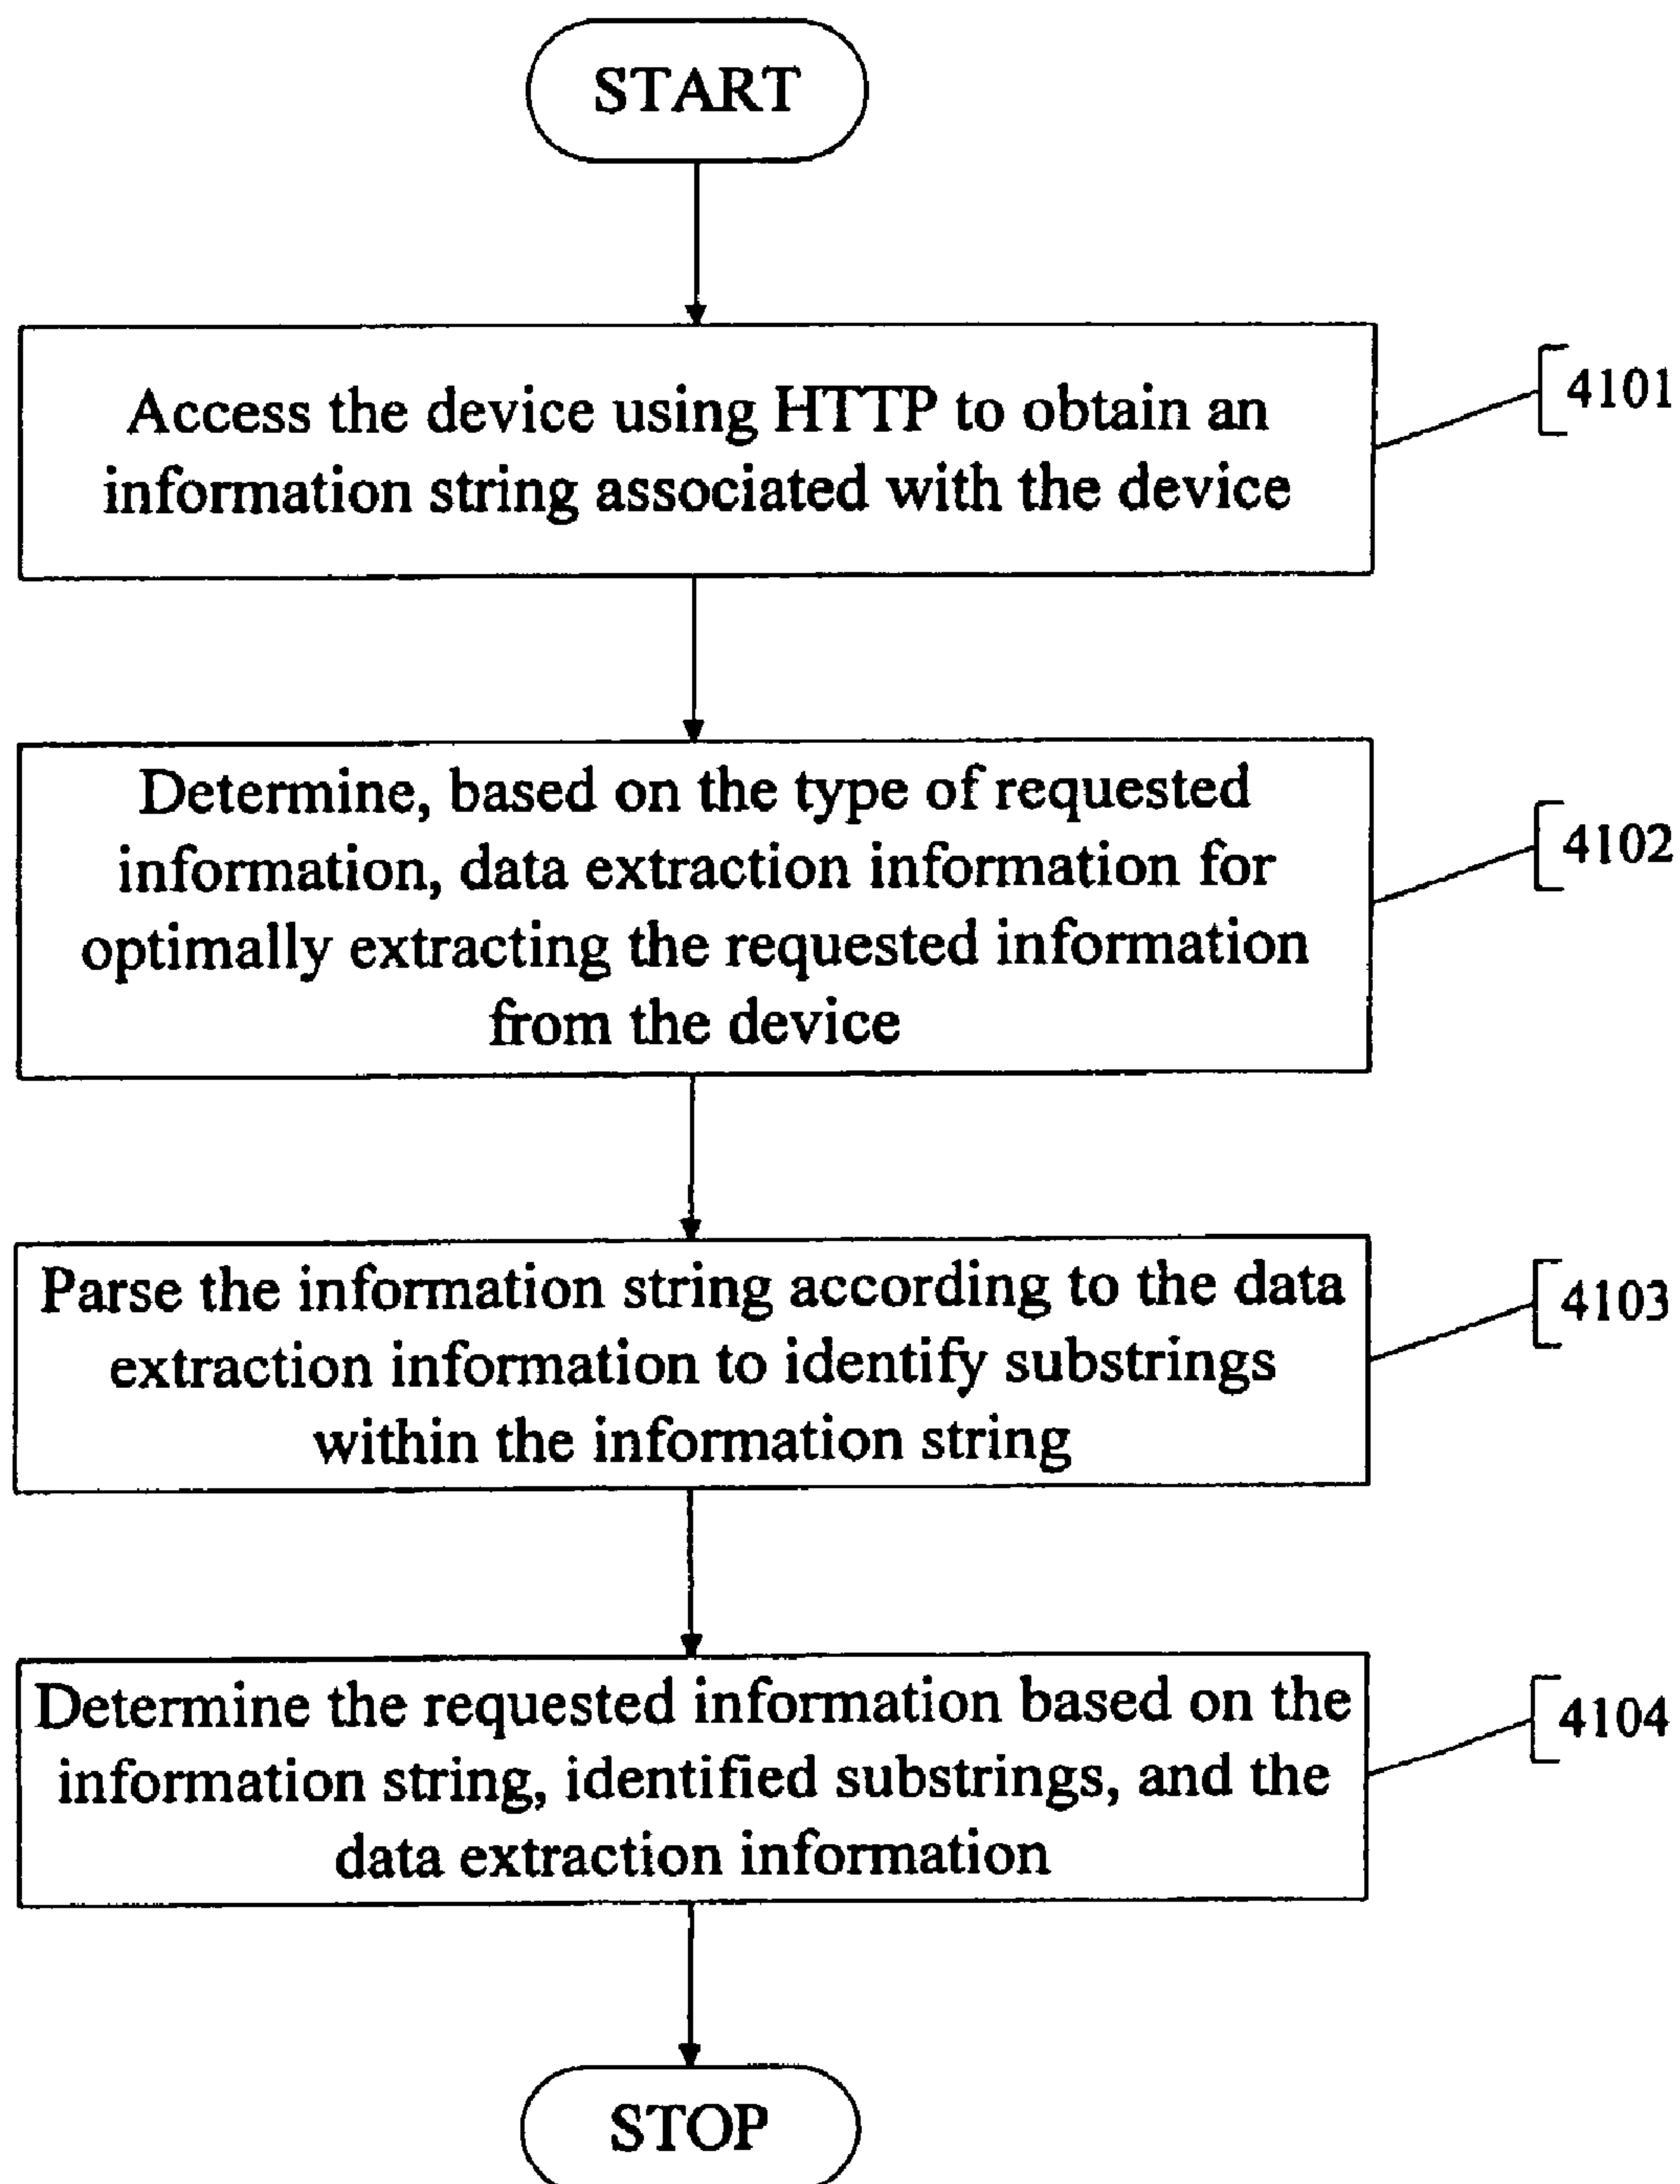 START
Access the device using HTTP to obtain an
information string associated with the device
4101
Determine, based on the type of requested
information, data extraction information for
optimally extracting the requested information
from the device
4102
Parse the information string according to the data
extraction information to identify substrings
within the information string
4103
Determine the requested information based on the
information string, identified substrings, and the
data extraction information
4104
STOP